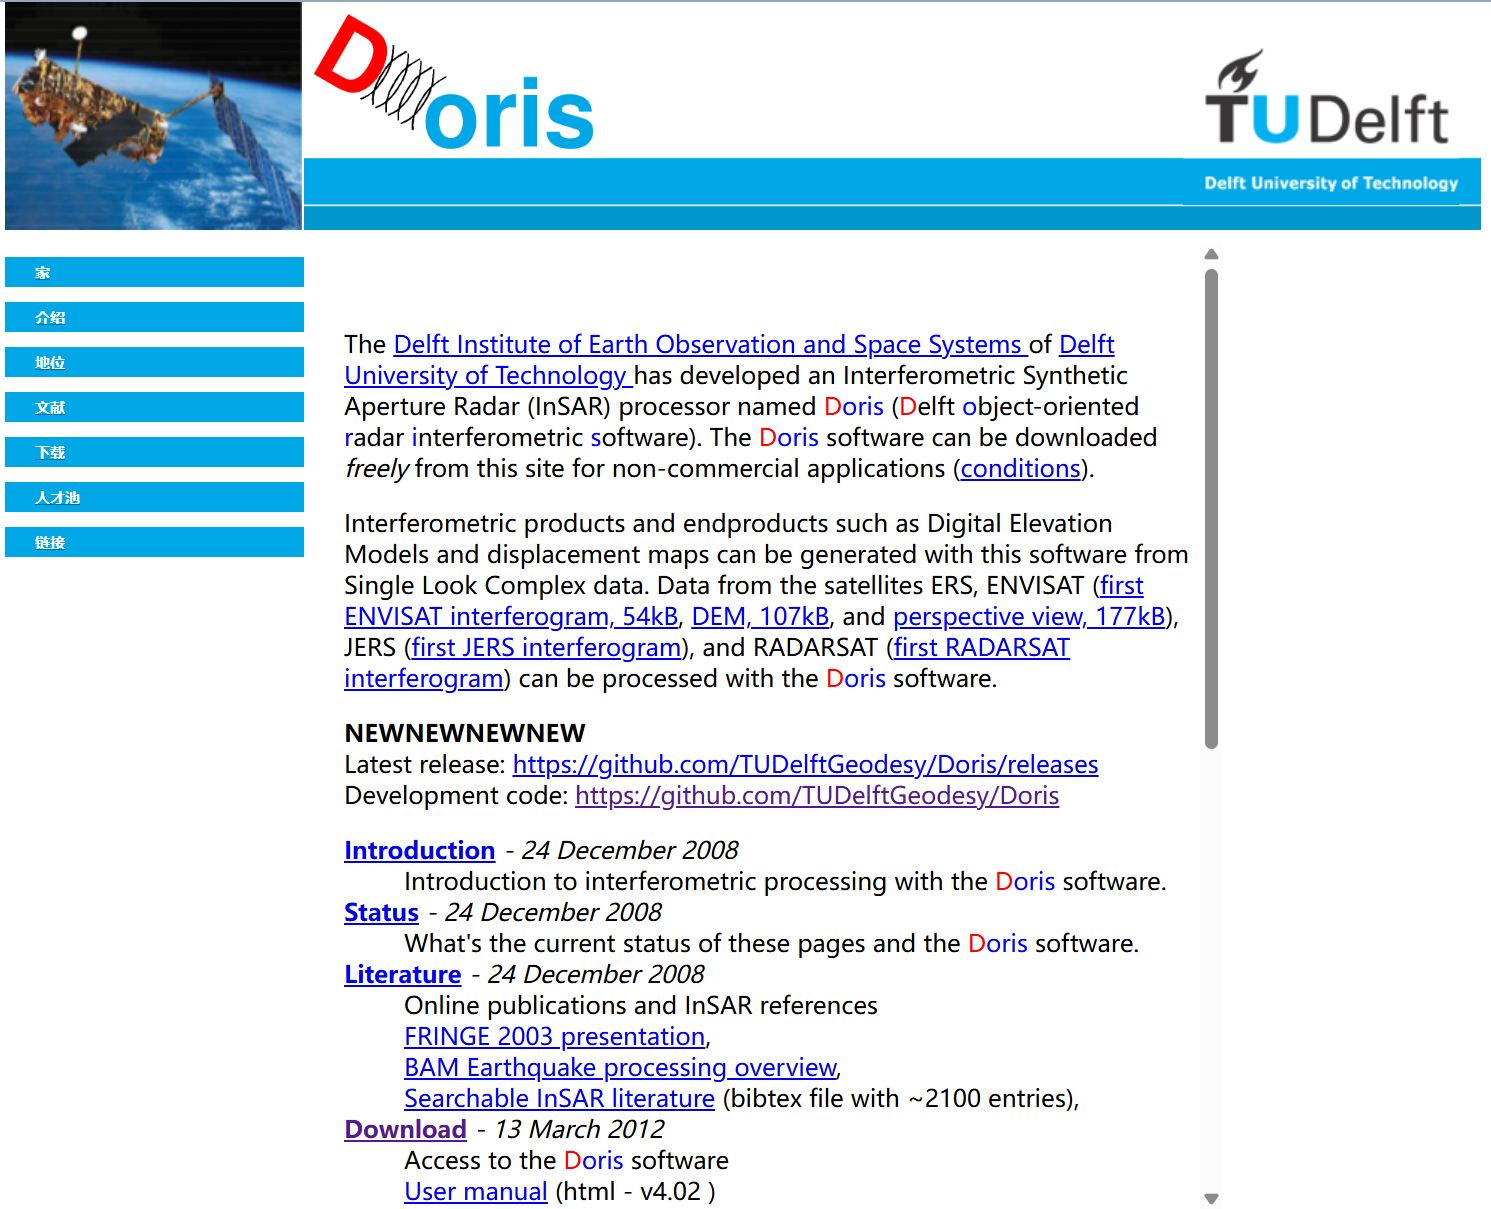 Doris
TUDelft
Delft University of Technology
家
介绍
地位
文献
下载
人才池
链接
The Delft Institute of Earth Observation and Space Systems of Delft
University of Technology has developed an Interferometric Synthetic
Aperture Radar (InSAR) processor named Doris (Delft object-oriented
radar interferometric software). The Doris software can be downloaded
freely from this site for non-commercial applications (conditions).
Interferometric products and endproducts such as Digital Elevation
Models and displacement maps can be generated with this software from
Single Look Complex data. Data from the satellites ERS, ENVISAT (first
ENVISAT interferogram, 54kB, DEM, 107kB, and perspective view, 177kB),
JERS (first JERS interferogram), and RADARSAT (first RADARSAT
interferogram) can be processed with the Doris software.
NEWNEWNEWNEW
Latest release: https://github.com/TUDelftGeodesy/Doris/releases
Development code: https://github.com/TUDelftGeodesy/Doris
Introduction - 24 December 2008
Introduction to interferometric processing with the Doris software.
Status - 24 December 2008
What's the current status of these pages and the Doris software.
Literature - 24 December 2008
Online publications and InSAR references
FRINGE 2003 presentation,
BAM Earthquake processing overview,
Searchable InSAR literature (bibtex file with ~2100 entries),
Download - 13 March 2012
Access to the Doris software
User manual (html - v4.02 )